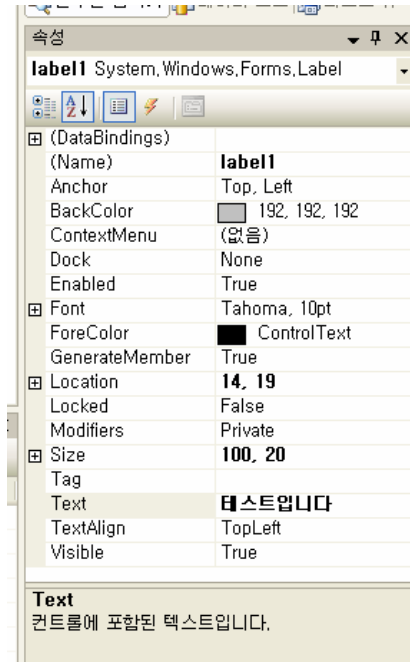 속성
label1 System.Windows.Forms.Label
(DataBindings)
(Name) label1
Anchor Top, Left
BackColor 192, 192, 192
ContextMenu (없음)
Dock None
Enabled True
Font Tahoma, 10pt
ForeColor ControlText
GenerateMember True
Location 14, 19
Locked False
Modifiers Private
Size 100, 20
Tag
Text 테스트입니다
TextAlign TopLeft
Visible True
Text
컨트롤에 포함된 텍스트입니다.